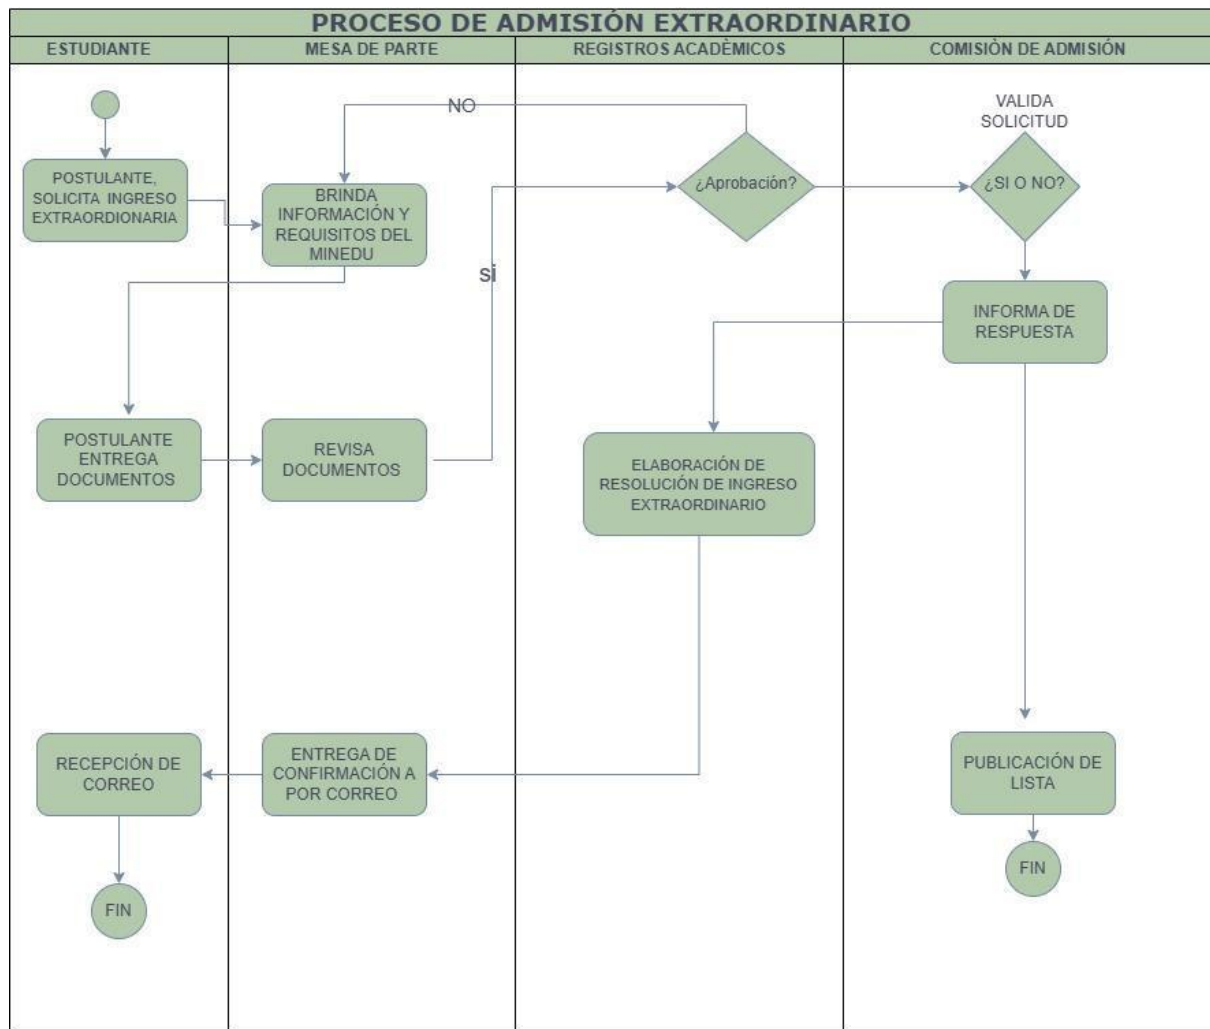 PROCESO DE ADMISIÓN EXTRAORDINARIO
ESTUDIANTE
MESA DE PARTE
REGISTROS ACADÈMICOS
COMISIÒN DE ADMISIÓN
NO
VALIDA
SOLICITUD
POSTULANTE,
SOLICITA INGRESO
EXTRAORDIONARIA
BRINDA
INFORMACIÓN Y
REQUISITOS DEL
MINEDU
¿Aprobación?
¿SI O NO?
si
INFORMA DE
RESPUESTA
POSTULANTE
ENTREGA
DOCUMENTOS
REVISA
DOCUMENTOS
ELABORACIÓN DE
RESOLUCIÓN DE INGRESO
EXTRAORDINARIO
RECEPCIÓN DE
CORREO
ENTREGA DE
CONFIRMACIÓN A
POR CORREO
PUBLICACIÓN DE
LISTA
FIN
FIN